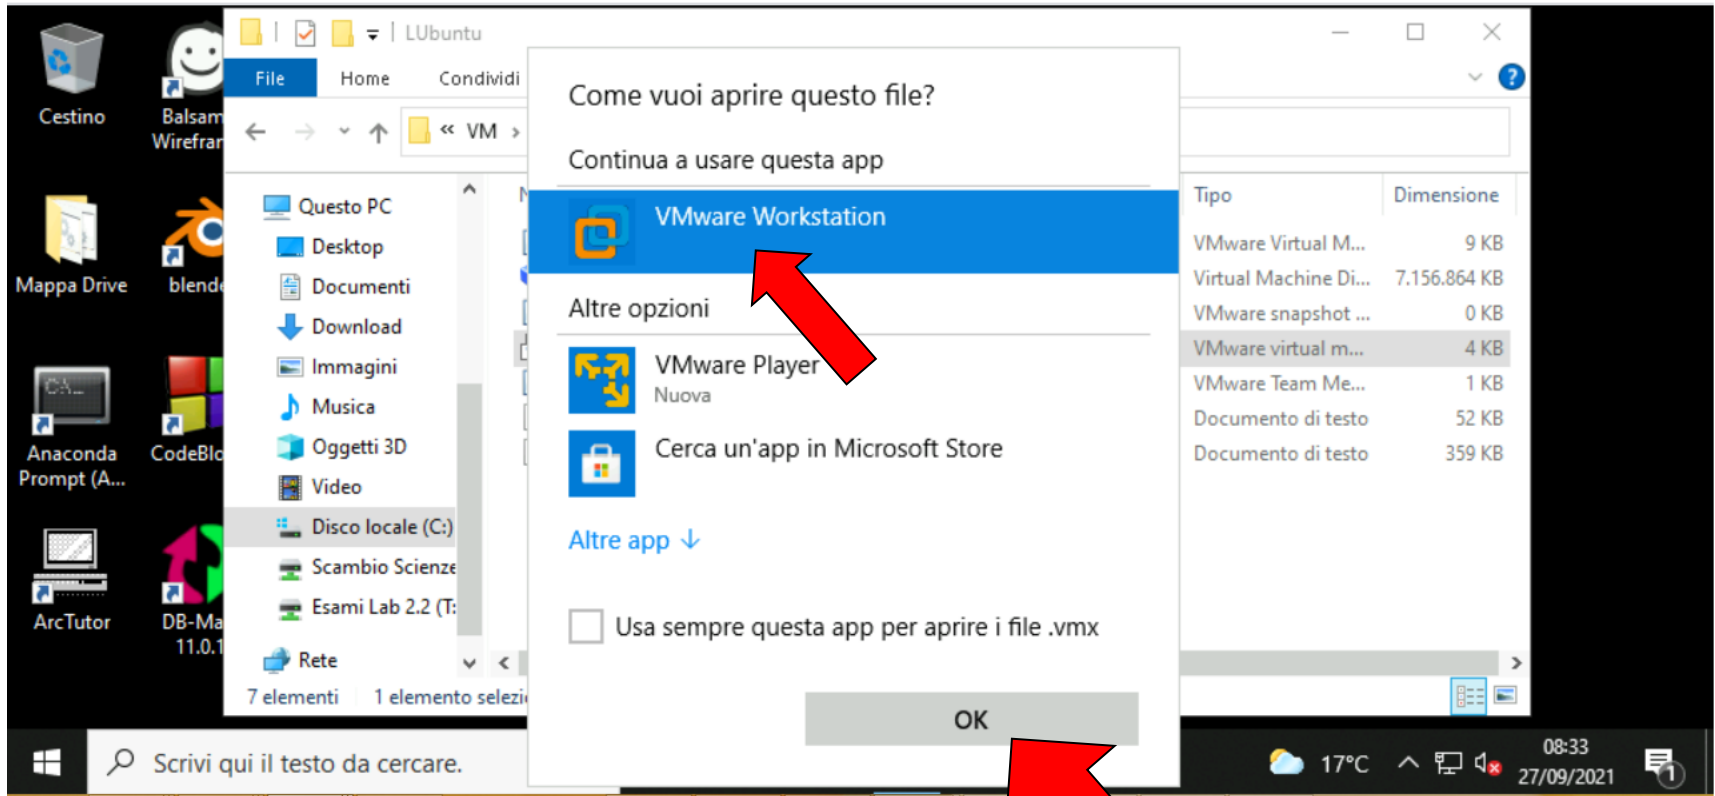 LUbuntu
File Home Condividi
« VM ›
Cestino
Balsam
Wirefrar
Mappa Drive
blende
Anaconda
Prompt (A...
CodeBlo
ArcTutor
DB-Ma
11.0.1
Questo PC
Desktop
Documenti
Download
Immagini
Musica
Oggetti 3D
Video
Disco locale (C:)
Scambio Scienze
Esami Lab 2.2 (T:
Rete
7 elementi 1 elemento selezi
Come vuoi aprire questo file?
Continua a usare questa app
VMware Workstation
Altre opzioni
VMware Player
Nuova
Cerca un'app in Microsoft Store
Altre app
Usa sempre questa app per aprire i file .vmx
OK
Tipo Dimensione
VMware Virtual M... 9 KB
Virtual Machine Di... 7.156.864 KB
VMware snapshot ... 0 KB
VMware virtual m... 4 KB
VMware Team Me... 1 KB
Documento di testo 52 KB
Documento di testo 359 KB
Scrivi qui il testo da cercare.
17°C
08:33
27/09/2021
1